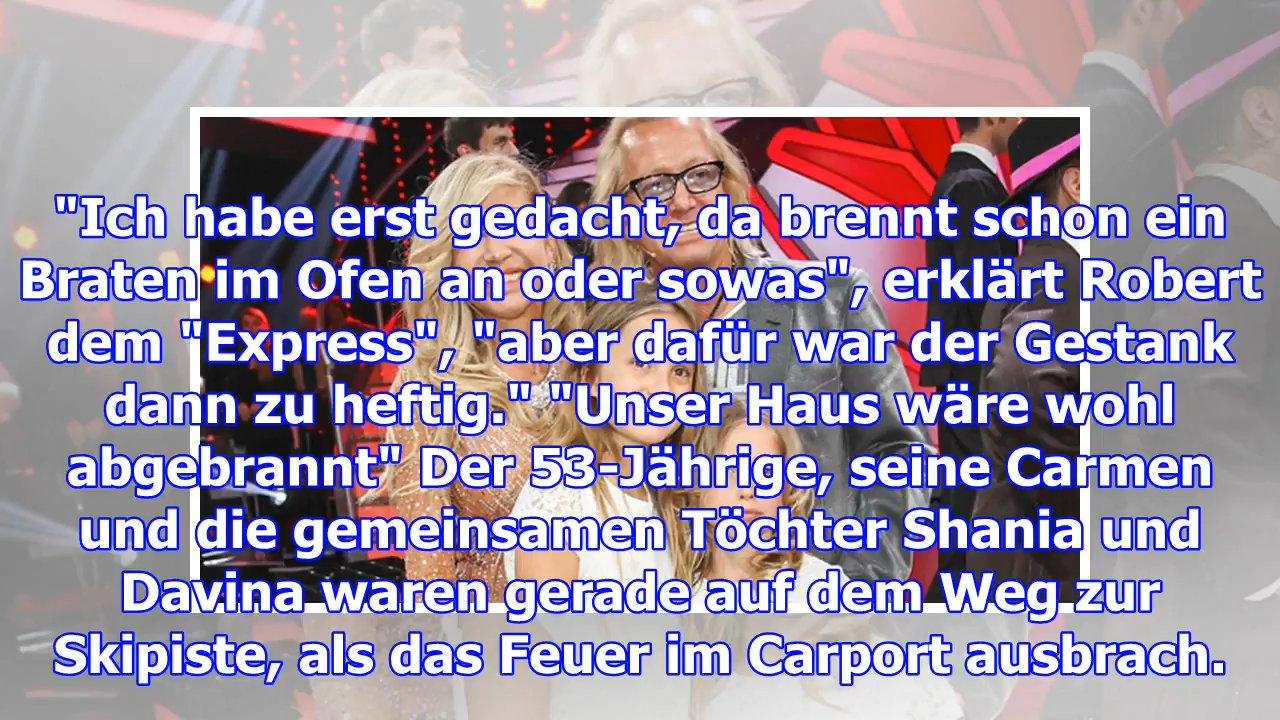 "Ich habe erst gedacht, da brennt schon ein
Braten im Ofen an oder sowas", erklärt Robert
dem "Express", "aber dafür war der Gestank
dann zu heftig." "Unser Haus wäre wohl
abgebrannt" Der 53-Jährige, seine Carmen
und die gemeinsamen Töchter Shania und
Davina waren gerade auf dem Weg zur
Skipiste, als das Feuer im Carport ausbrach.